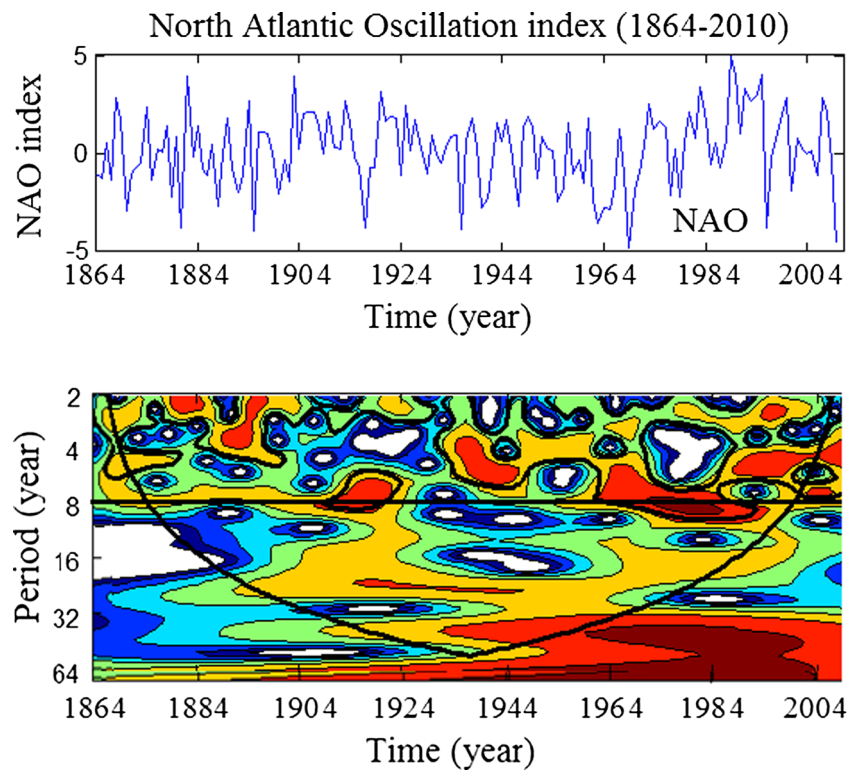 North Atlantic Oscillation index (1864-2010)
NAO index
5
0
-5
NAO
1864 1884 1904 1924 1944 1964 1984 2004
Time (year)
Period (year)
2
4
8
16
32
64
1864 1884 1904 1924 1944 1964 1984 2004
Time (year)